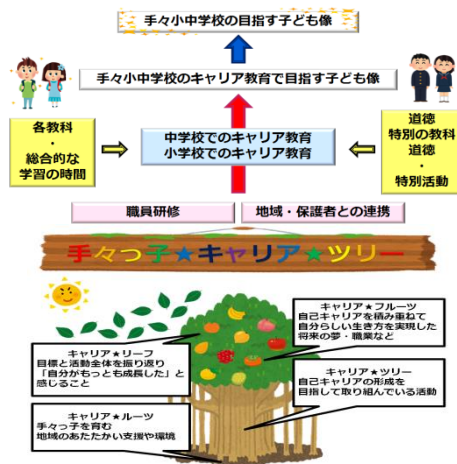 手々小中学校の目指す子ども像
手々小中学校のキャリア教育で目指す子ども像
各教科
・
総合的な
学習の時間
中学校でのキャリア教育
小学校でのキャリア教育
道徳
特別の教科
道徳
・
特別活動
職員研修
地域・保護者との連携
手々っ子★キャリア★ツリー
キャリア★リーフ
目標と活動全体を振り返り
「自分がもっとも成長した」と
感じること
キャリア★フルーツ
自己キャリアを積み重ねて
自分らしい生き方を実現した
将来の夢・職業など
キャリア★ツリー
自己キャリアの形成を
目指して取り組んでいる活動
キャリア★ルーツ
手々っ子を育む
地域のあたたかい支援や環境